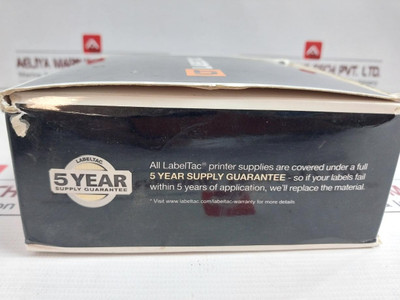 LABELTAC
5 YEAR
SUPPLY GUARANTEE
All LabelTac® printer supplies are covered under a full
5 YEAR SUPPLY GUARANTEE - so if your labels fail
within 5 years of application, we'll replace the material.
* Visit www.labeltac.com/labeltac-warranty for more details.